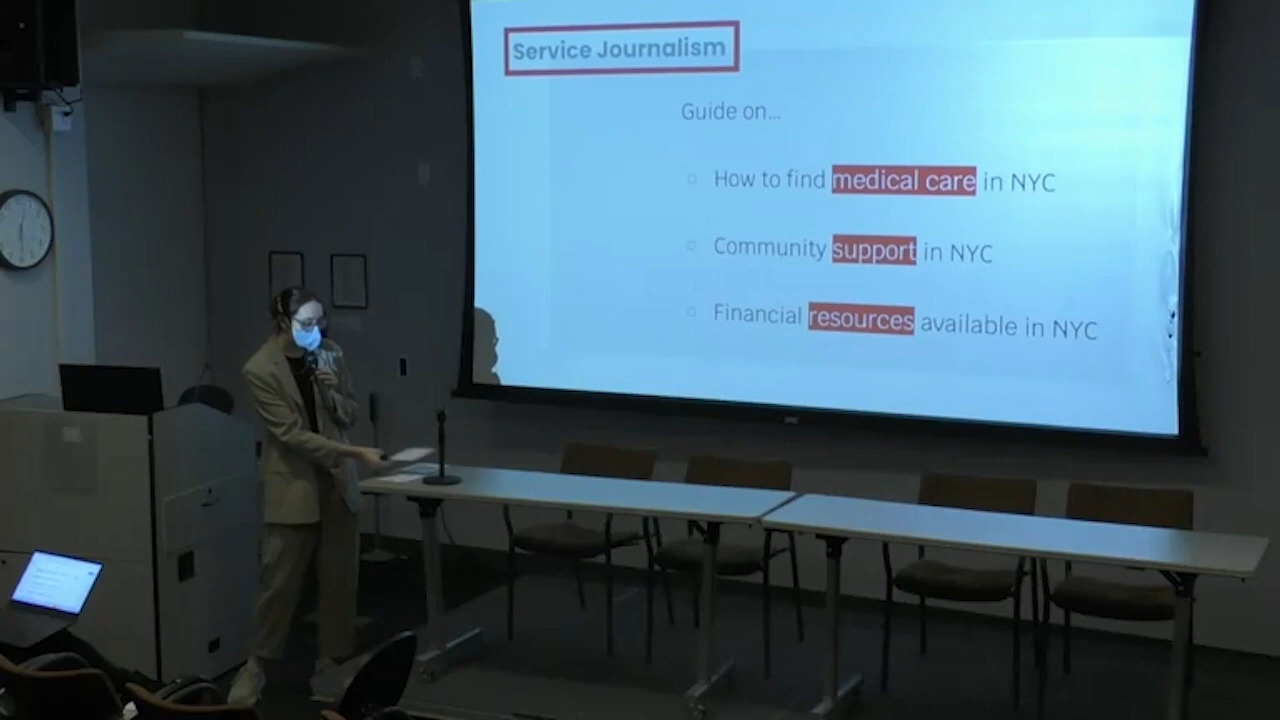 Service Journalism
Guide on...
How to find medical care in NYC
Community support in NYC
Financial resources available in NYC